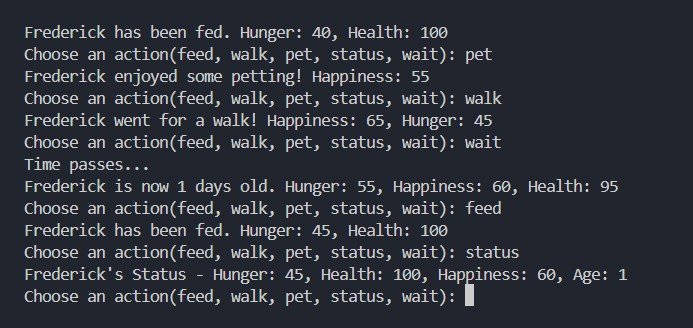 Frederick has been fed. Hunger: 40, Health: 100
Choose an action(feed, walk, pet, status, wait): pet
Frederick enjoyed some petting! Happiness: 55
Choose an action(feed, walk, pet, status, wait): walk
Frederick went for a walk! Happiness: 65, Hunger: 45
Choose an action(feed, walk, pet, status, wait): wait
Time passes...
Frederick is now 1 days old. Hunger: 55, Happiness: 60, Health: 95
Choose an action(feed, walk, pet, status, wait): feed
Frederick has been fed. Hunger: 45, Health: 100
Choose an action(feed, walk, pet, status, wait): status
Frederick's Status - Hunger: 45, Health: 100, Happiness: 60, Age: 1
Choose an action(feed, walk, pet, status, wait):